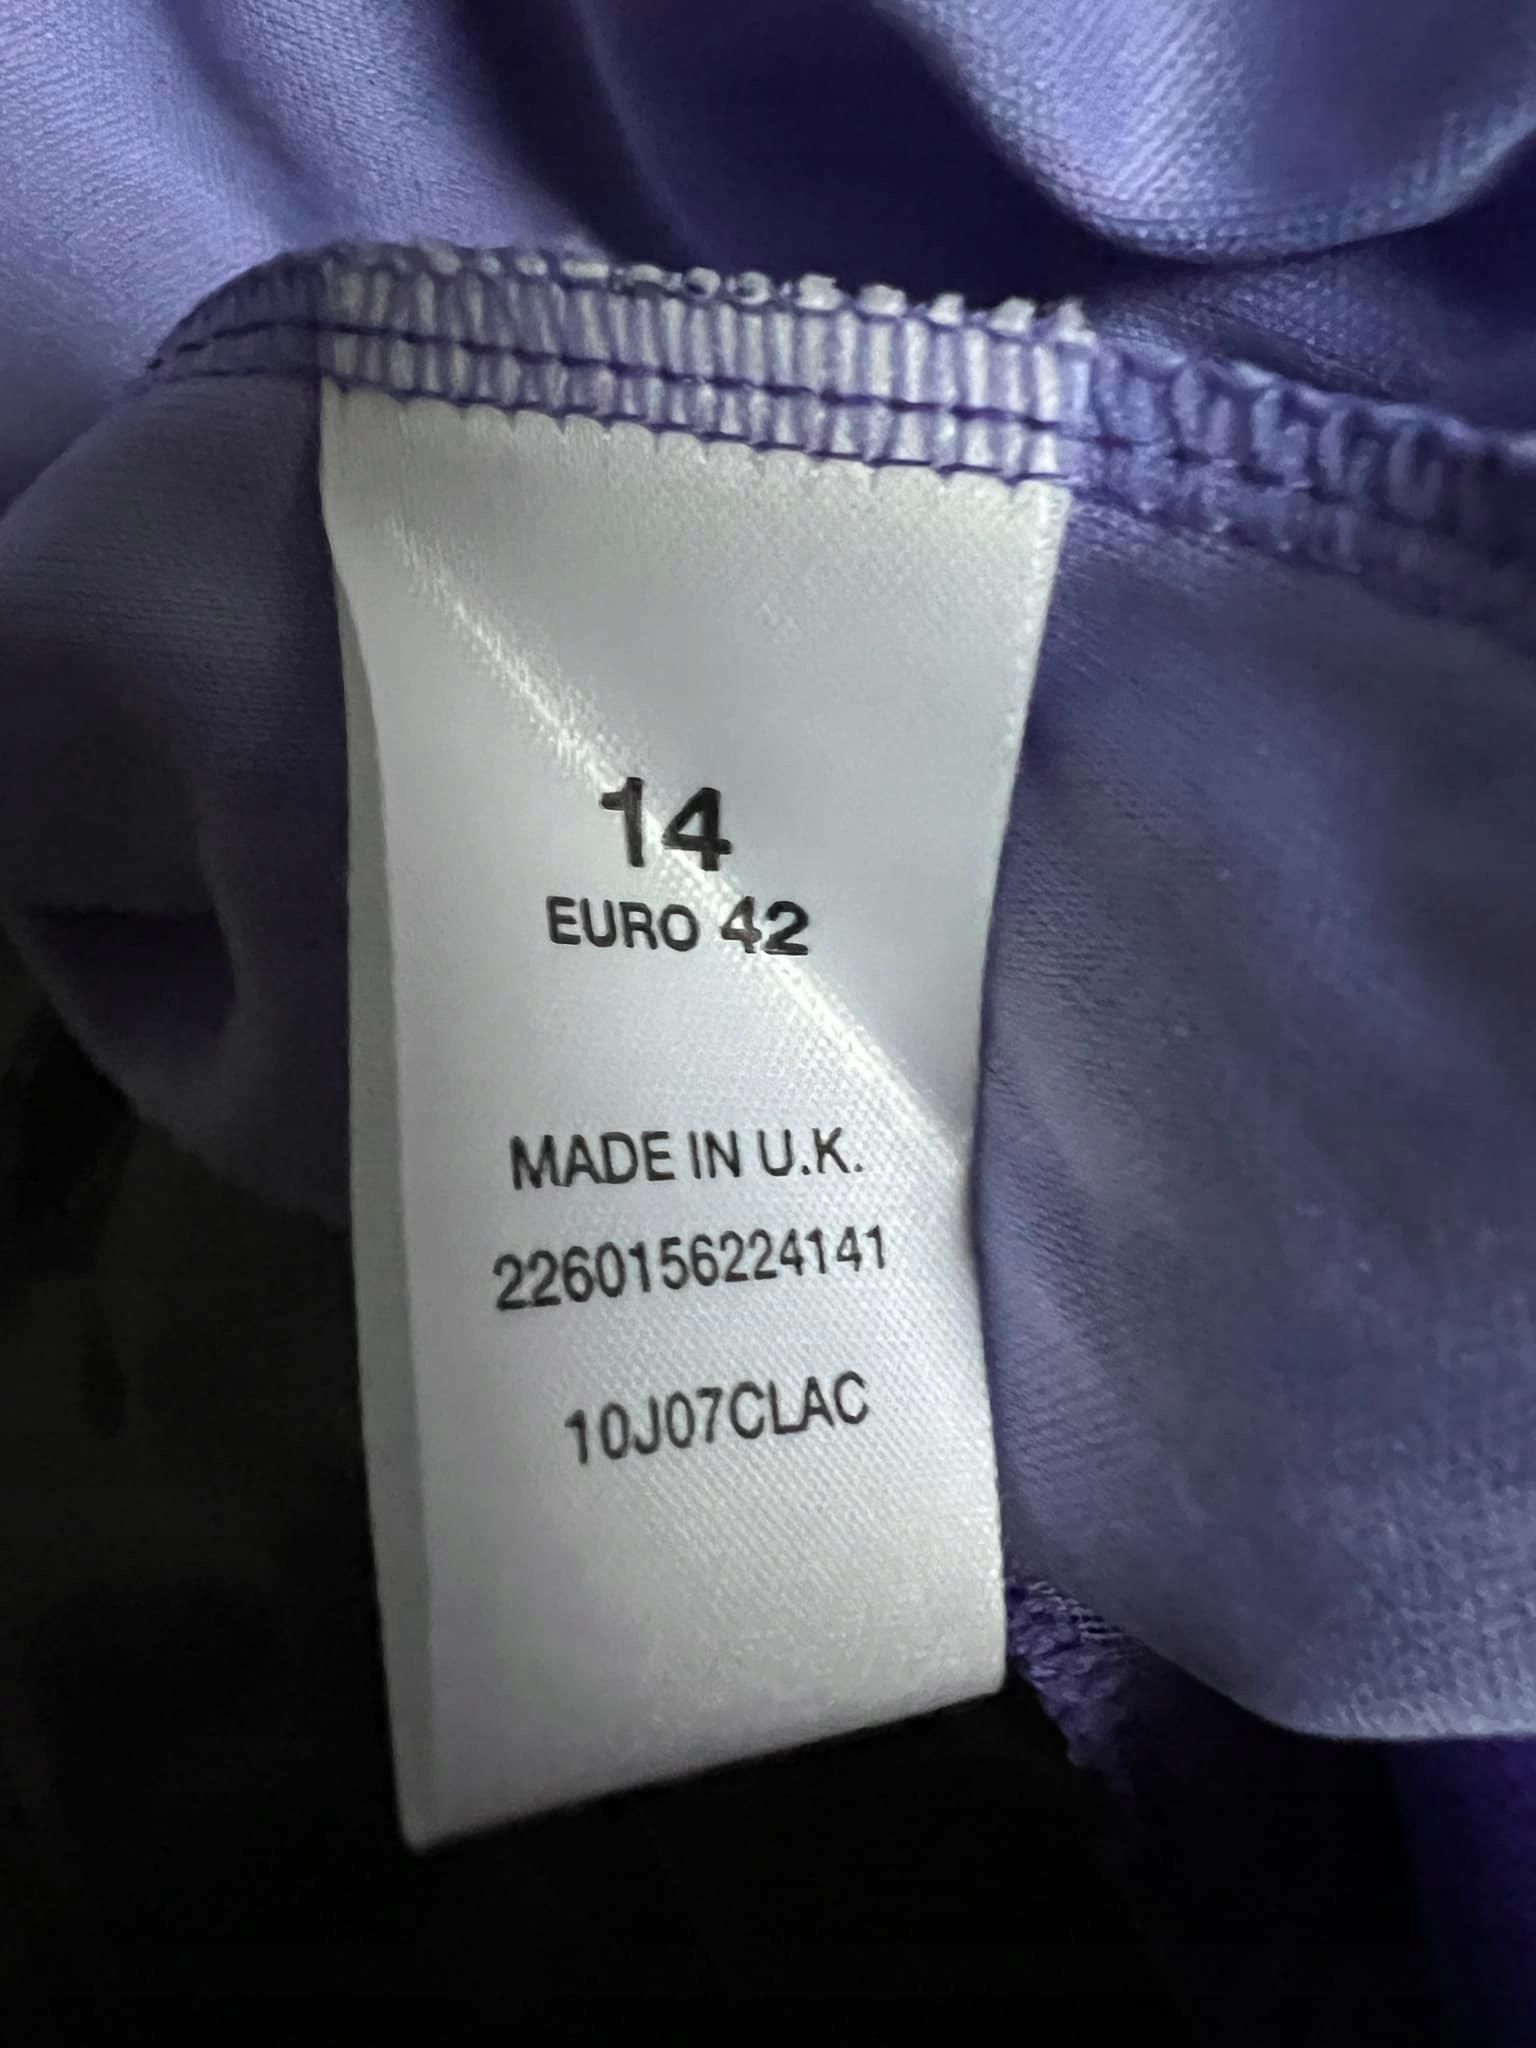 14
EURO 42
MADE IN U.K.
2260156224141
10J07CLAC